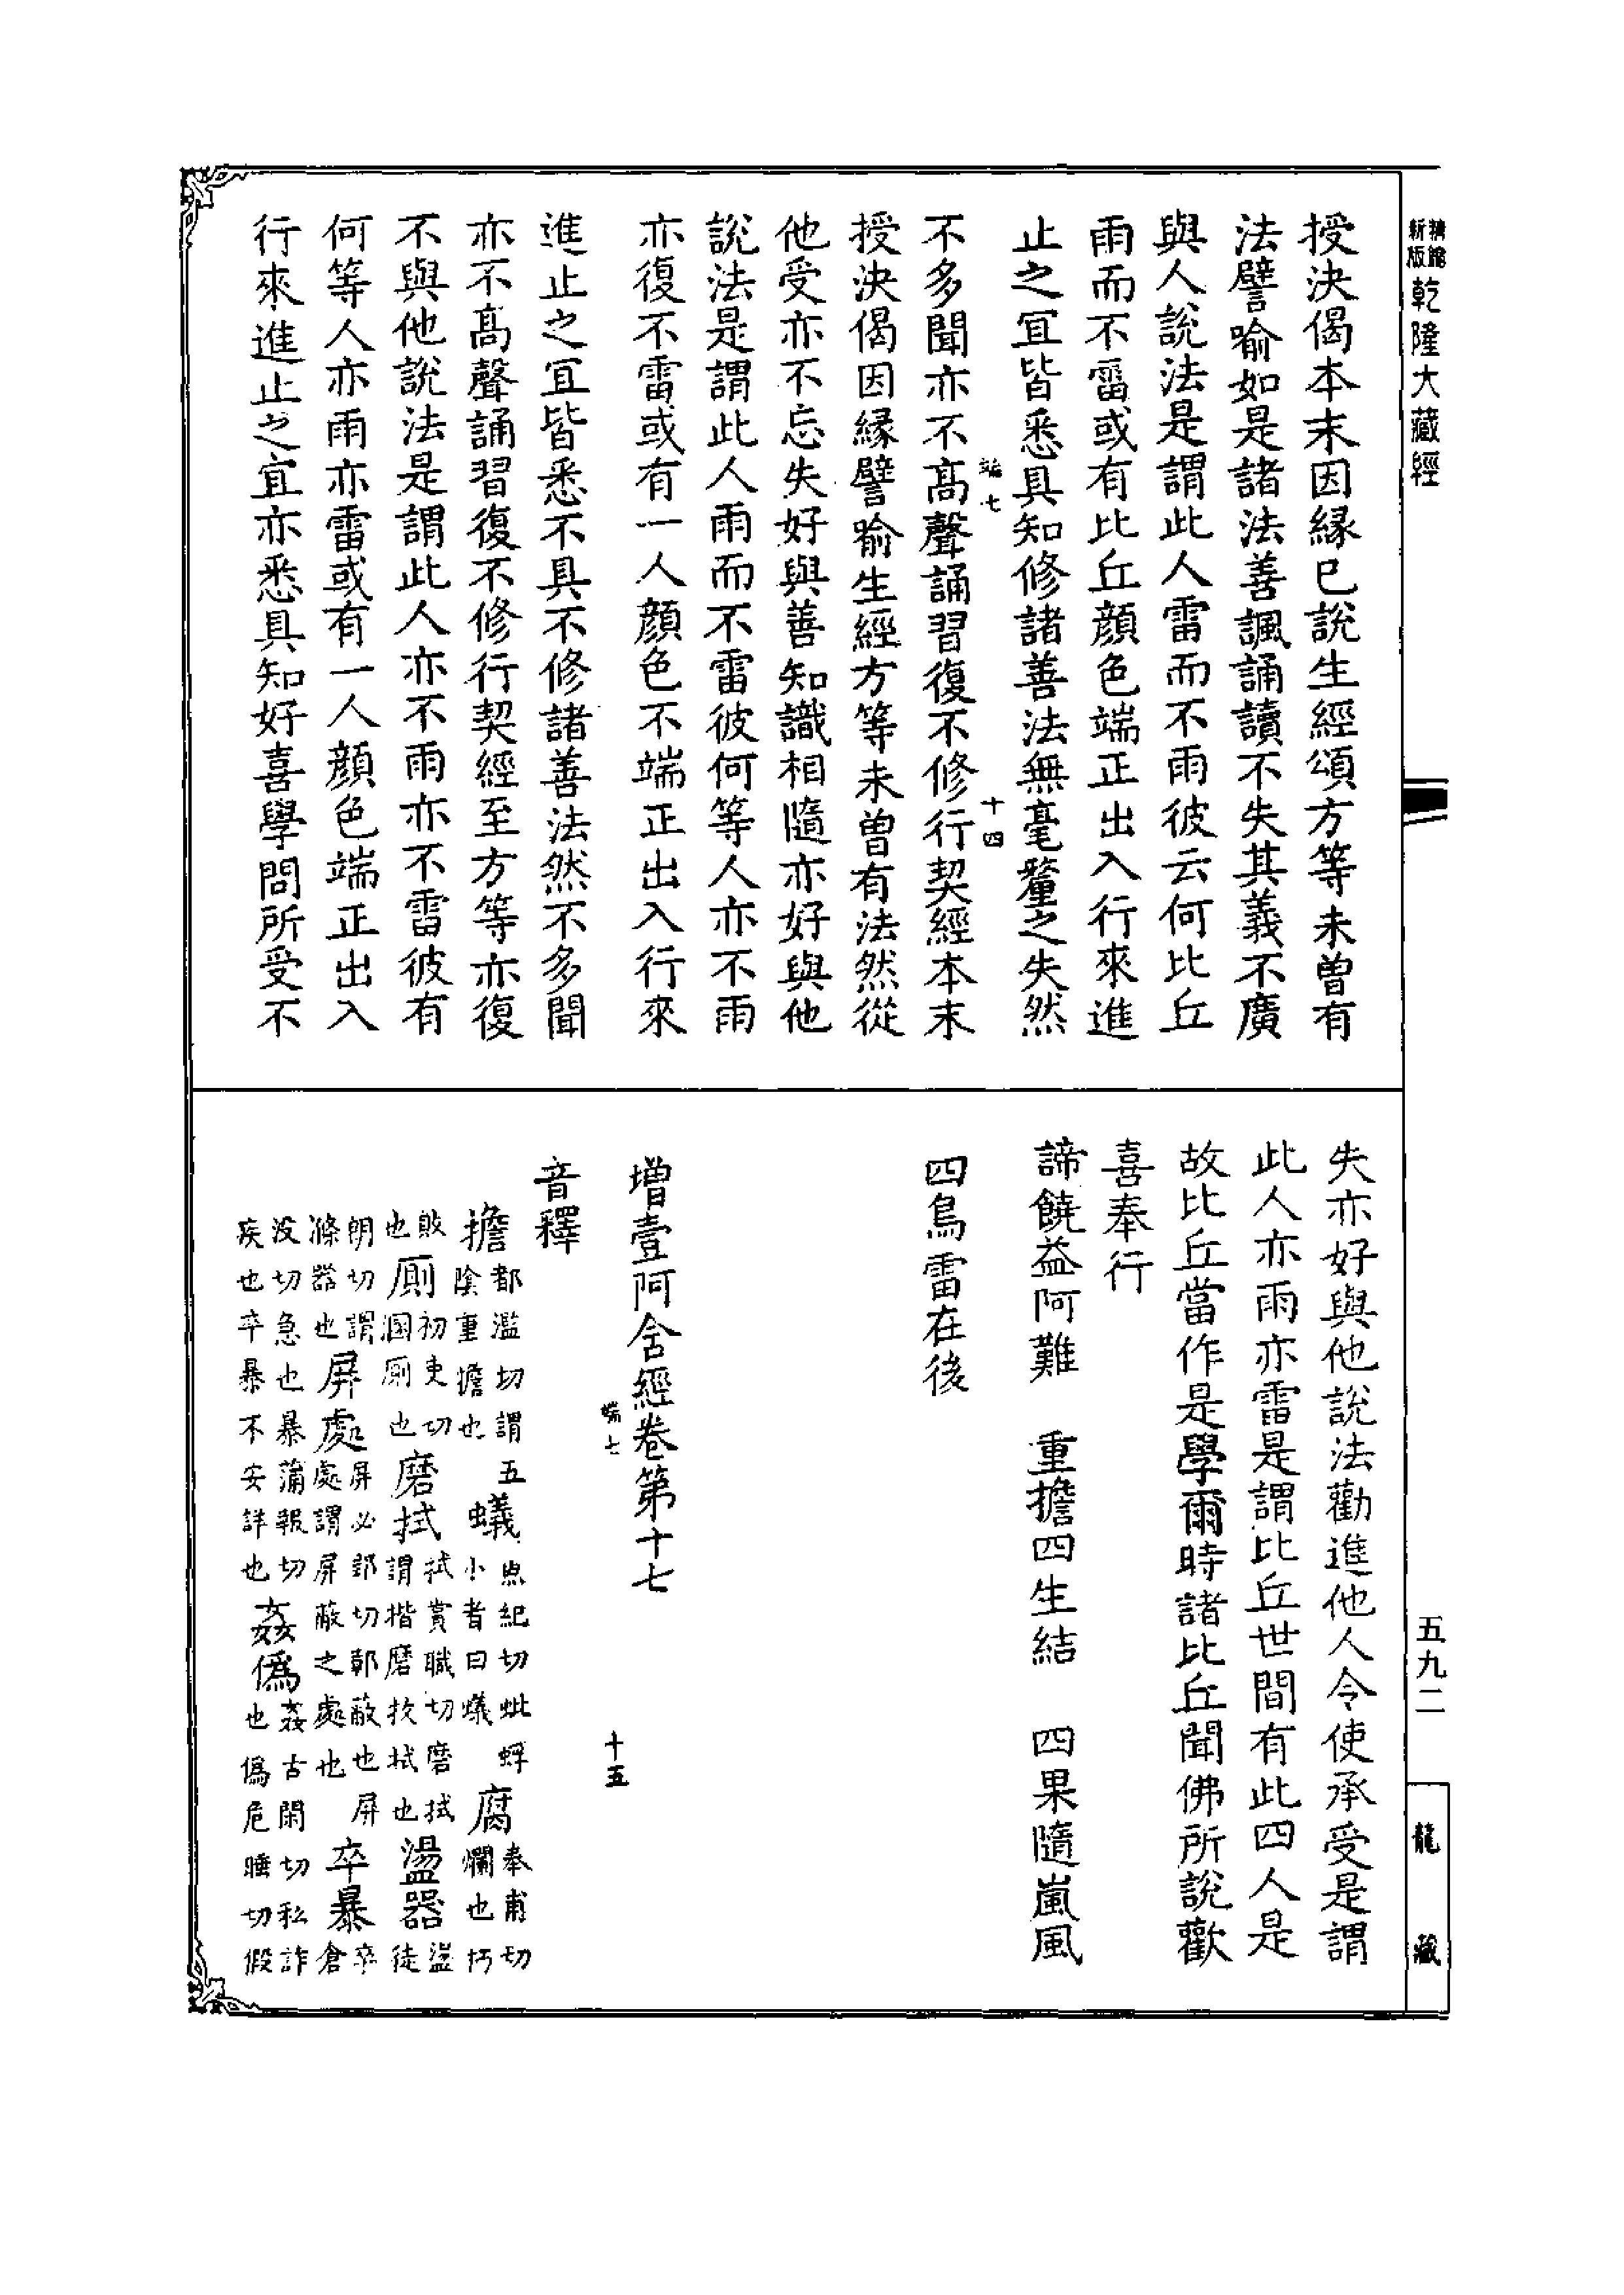 精縮新版乾隆大藏經
五九二
龍藏
授決偈本末因緣已說生經頌方等未曾有
法譬喻如是諸法善諷誦讀不失其義不廣
與人說法是謂此人雷而不雨彼云何比丘
雨而不雷或有比丘顏色端正出入行來進
止之宜皆悉具知修諸善法無毫釐之失然
端七 十四
不多聞亦不高聲誦習復不修行契經本末
授決偈因緣譬喻生經方等未曾有法然從
他受亦不忘失好與善知識相隨亦好與他
說法是謂此人雨而不雷彼何等人亦不雨
亦復不雷或有一人顏色不端正出入行來
進止之宜皆悉不具不修諸善法然不多聞
亦不高聲誦習復不修行契經至方等亦復
不與他說法是謂此人亦不雨亦不雷彼有
何等人亦雨亦雷或有一人顏色端正出入
行來進止之宜亦悉具知好喜學問所受不
失亦好與他說法勸進他人令使承受是謂
此人亦雨亦雷是謂比丘世間有此四人是
故比丘當作是學爾時諸比丘聞佛所說歡
喜奉行
諦饒益阿難 重擔四生結 四果隨嵐風
四鳥雷在後
增壹阿含經卷第十七
端七 十五
音釋
擔都濫切謂五陰重擔也 蟻魚紀切蚍蜉小者曰蟻 腐奉甫切爛也朽
敗也 廁初吏切溷廁也 磨拭拭賞職切磨拭謂揩磨抆拭也 盪器盪徒
朗切謂滌器也 屏處屏必郢切郭蔽也屏處謂屏蔽之處也 卒暴卒倉
沒切急也暴蒲報切疾也卒暴不安詳也 姦偽姦古閑切私詐也偽危睡切假